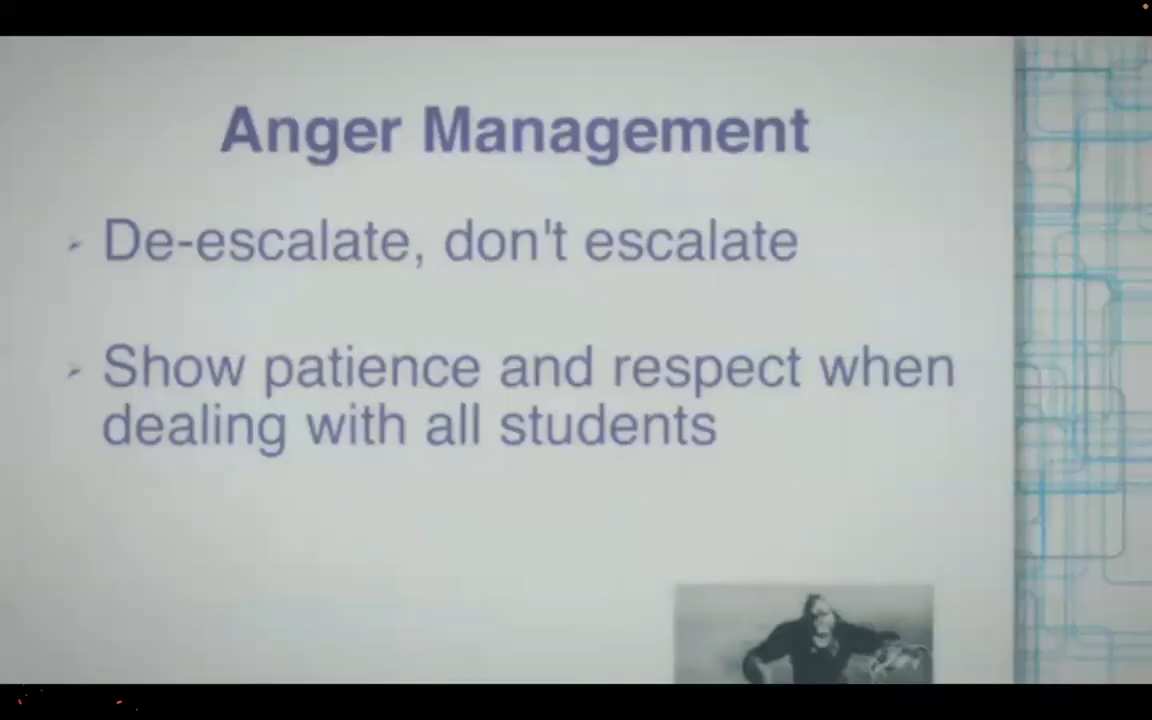 Anger Management
De-escalate, don't escalate
Show patience and respect when
dealing with all students